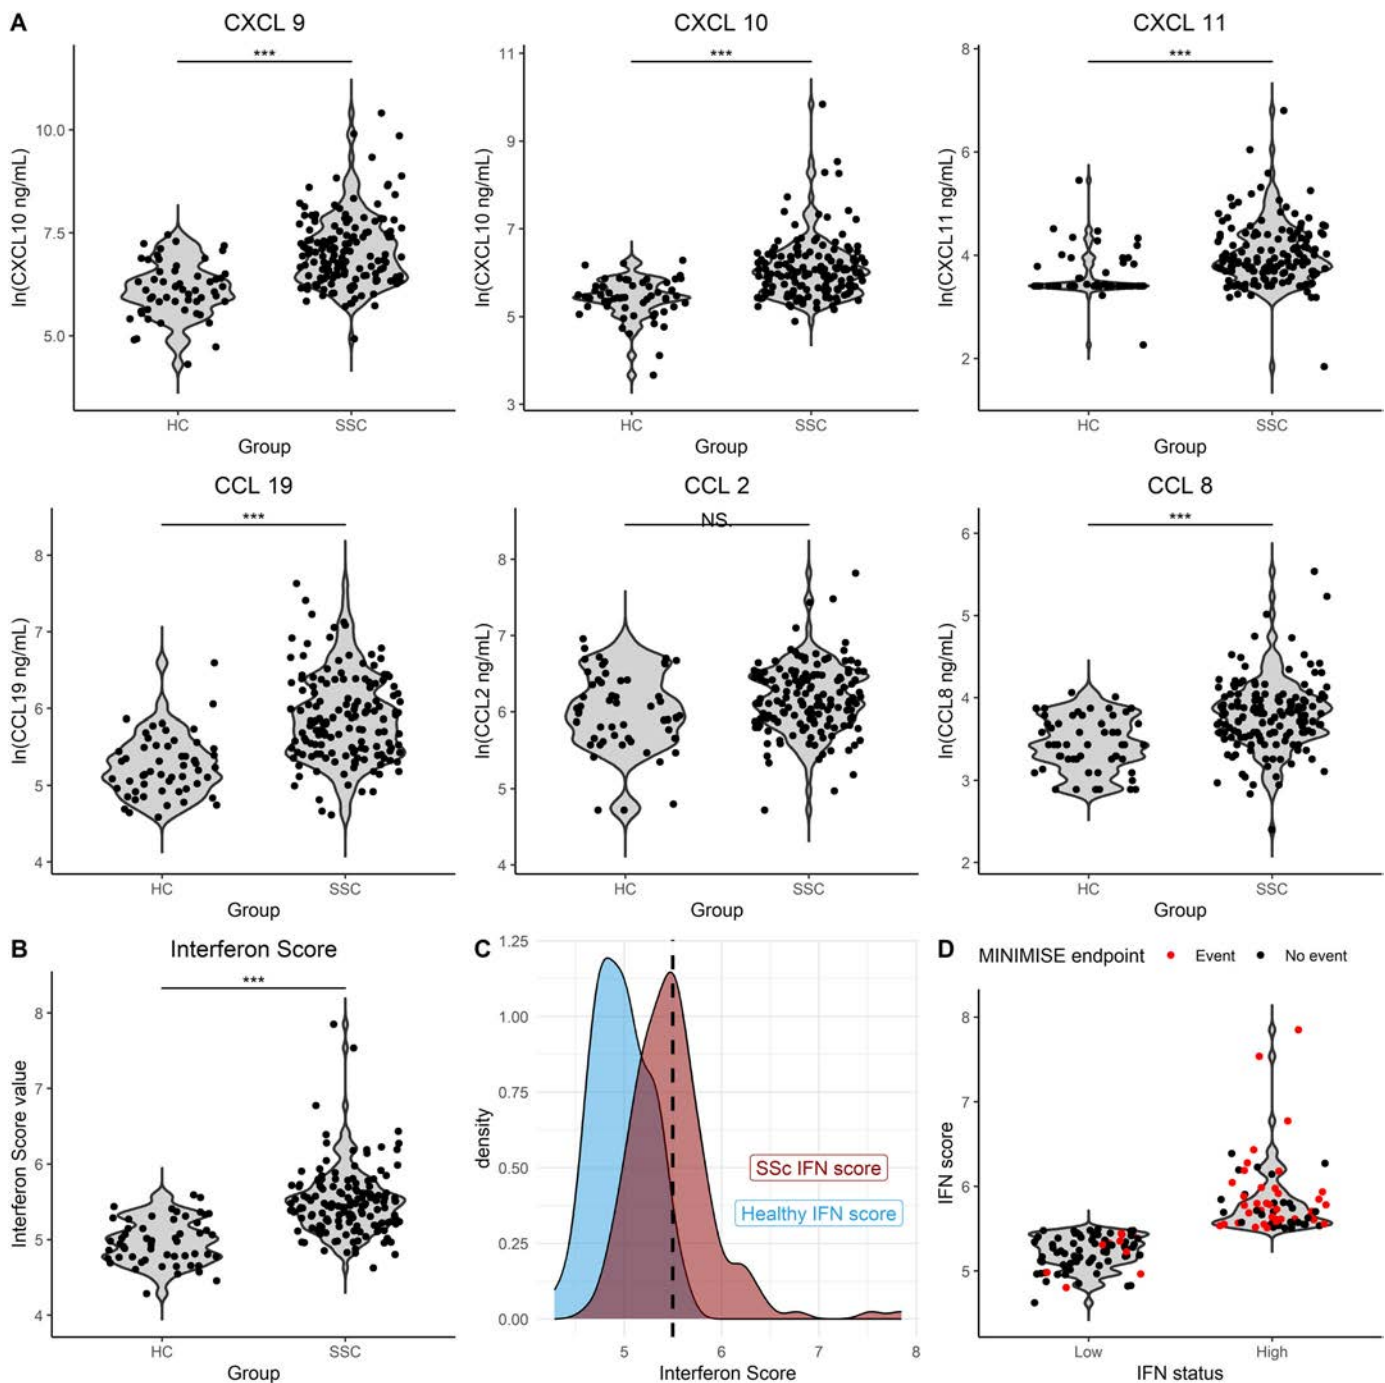 A
CXCL 9
***
ln(CXCL10 ng/mL)
10.0
7.5
5.0
HC
SSC
Group
CXCL 10
***
ln(CXCL10 ng/mL)
11
9
7
5
3
HC
SSC
Group
CXCL 11
***
ln(CXCL11 ng/mL)
8
6
4
2
HC
SSC
Group
CCL 19
***
ln(CCL19 ng/mL)
8
7
6
5
4
HC
SSC
Group
CCL 2
NS.
ln(CCL2 ng/mL)
8
7
6
5
4
HC
SSC
Group
CCL 8
***
ln(CCL8 ng/mL)
6
5
4
3
2
HC
SSC
Group
B
Interferon Score
***
Interferon Score value
8
7
6
5
4
HC
SSC
Group
C
density
1.25
1.00
0.75
0.50
0.25
0.00
SSc IFN score
Healthy IFN score
5
6
7
8
Interferon Score
D
MINIMISE endpoint
Event
No event
IFN score
8
7
6
5
Low
High
IFN status